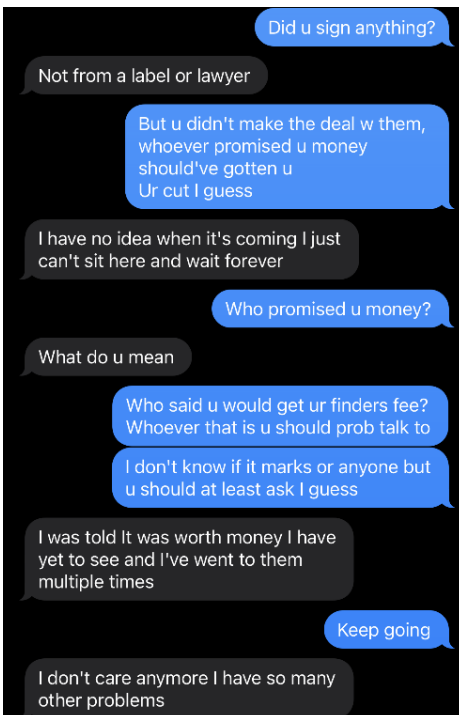 Did u sign anything?
Not from a label or lawyer
But u didn't make the deal w them,
whoever promised u money
should've gotten u
Ur cut I guess
I have no idea when it's coming I just
can't sit here and wait forever
Who promised u money?
What do u mean
Who said u would get ur finders fee?
Whoever that is u should prob talk to
I don't know if it marks or anyone but
u should at least ask I guess
I was told It was worth money I have
yet to see and I've went to them
multiple times
Keep going
I don't care anymore I have so many
other problems